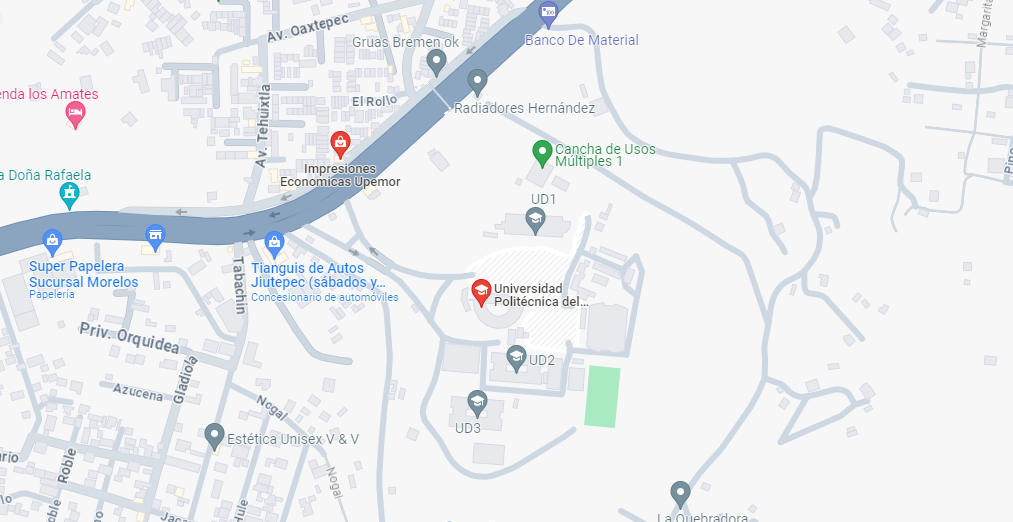 Av. Oaxtepec
Banco De Material
Margarita
Gruas Bremen ok
enda los Amates
El Rollo
Radiadores Hernández
Av. Tehuixtla
Cancha de Usos
Múltiples 1
Impresiones
Economicas Upemor
a Doña Rafaela
UD1
Super Papelera
Sucursal Morelos
Papelería
Tianguis de Autos
Jiutepec (sábados y...
Concesionario de automóviles
Tabachin
Universidad
Politécnica del...
Priv. Orquidea
UD2
Gladiola
Azucena
Nogal
UD3
Estética Unisex V & V
Roble
Nogal
La Quebradora
Roble